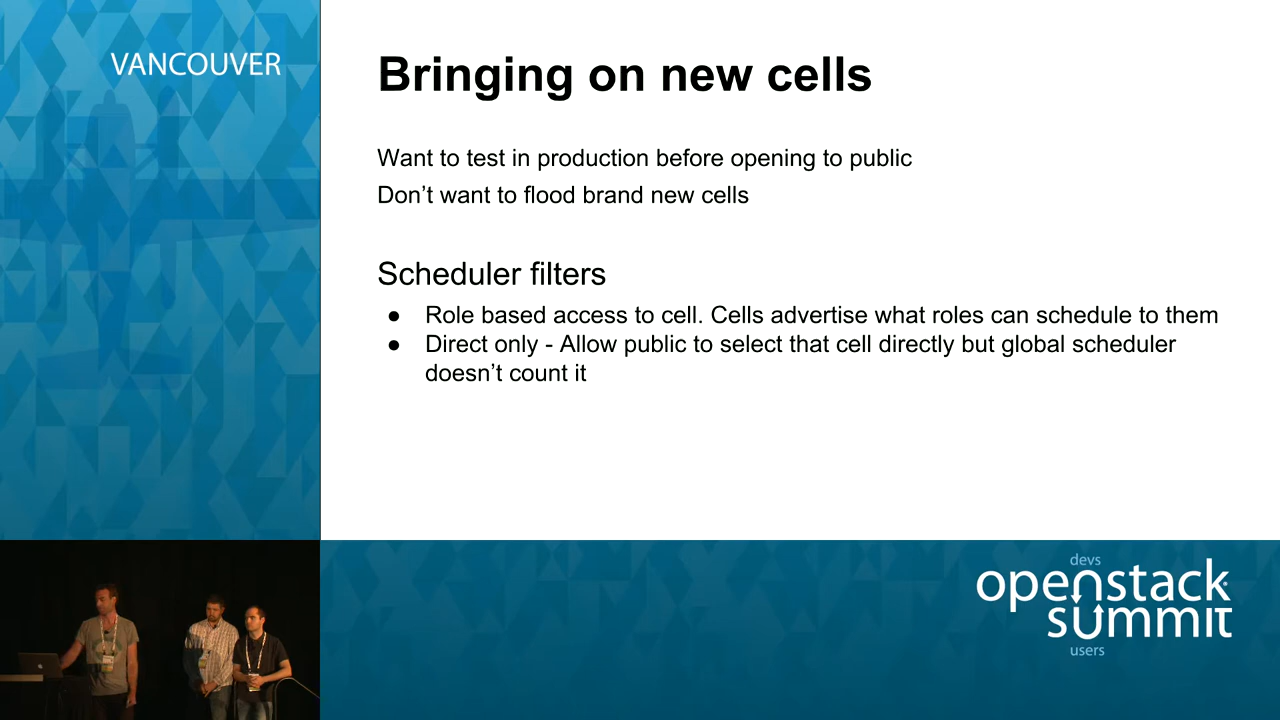 VANCOUVER
Bringing on new cells
Want to test in production before opening to public
Don’t want to flood brand new cells
Scheduler filters
● Role based access to cell. Cells advertise what roles can schedule to them
● Direct only - Allow public to select that cell directly but global scheduler
doesn’t count it
devs
openstack
summit
users